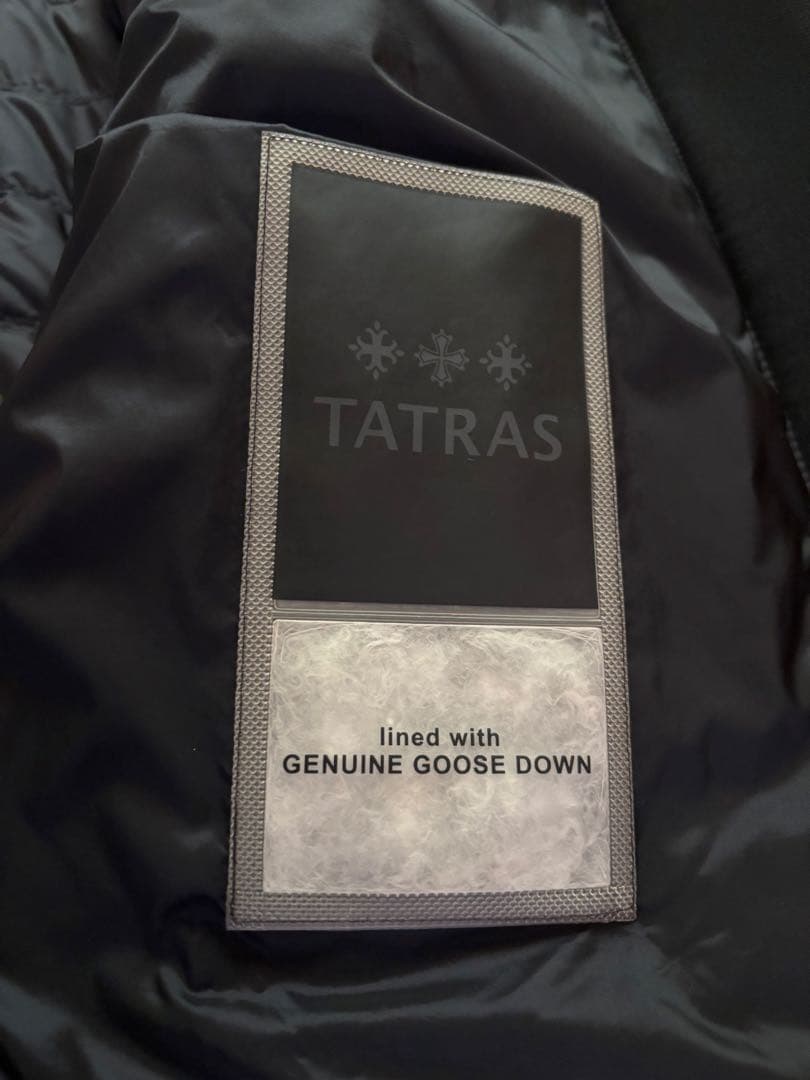 TATRAS
lined with
GENUINE GOOSE DOWN